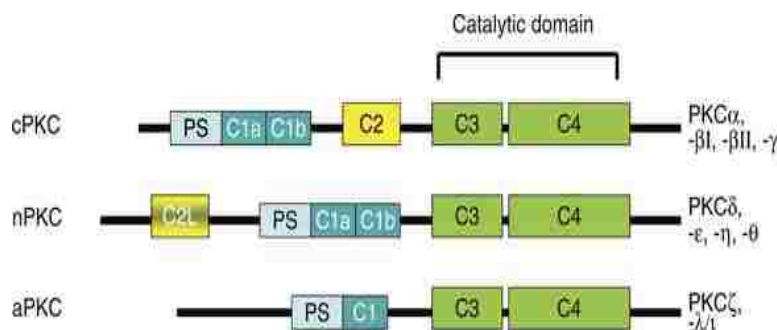 Catalytic domain
cPKC PS C1a C1b C2 C3 C4 PKCα,
-βI, -βII, -γ
nPKC C2L PS C1a C1b C3 C4 PKCδ,
-ε, -η, -θ
aPKC PS C1 C3 C4 PKCζ,
-λ/ι